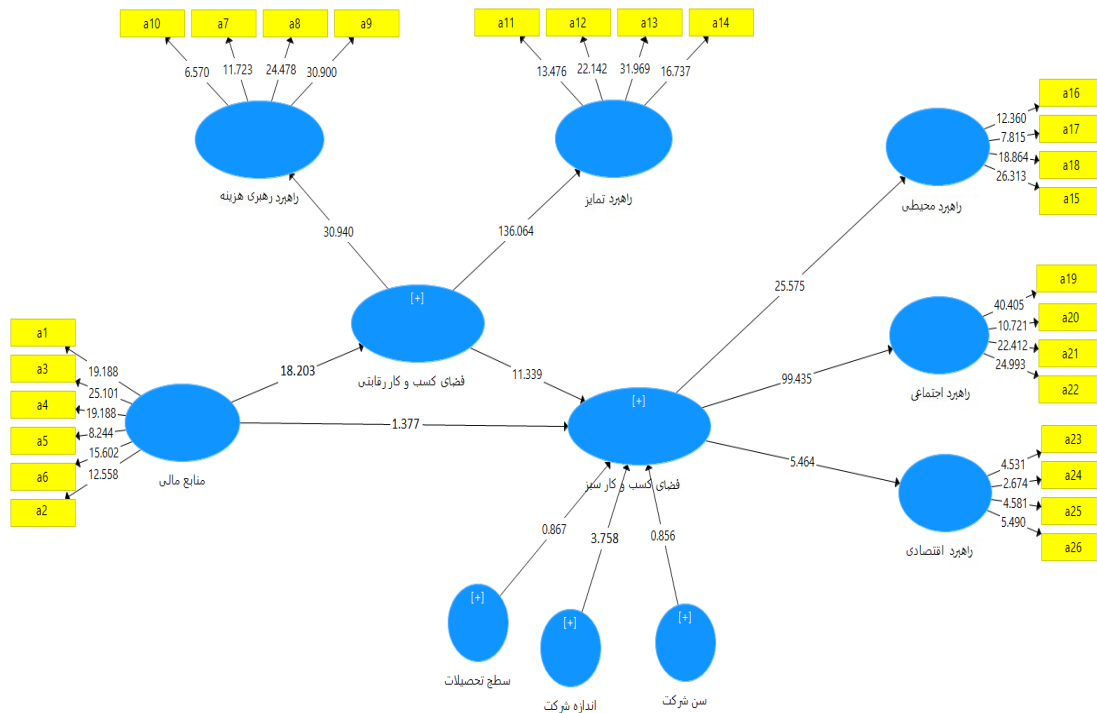 a10 a7 a8 a9
a11 a12 a13 a14
6.570 11.723 24.478 30.900
13.476 22.142 31.969 16.737
a16
12.360
a17
7.815
a18
18.864
a15
26.313
راهبرد رهبری هزینه
راهبرد تمایز
راهبرد محیطی
30.940
136.064
25.575
[+]
فضای کسب و کار رقابتی
a19
40.405
a20
10.721
a21
22.412
a22
24.993
راهبرد اجتماعی
a1
19.188
a3
25.101
a4
19.188
a5
8.244
a6
15.602
a2
12.558
منابع مالی
18.203
11.339
1.377
99.435
[+]
فضای کسب و کار سبز
5.464
a23
4.531
a24
2.674
a25
4.581
a26
5.490
راهبرد اقتصادی
0.867
3.758
0.856
[+]
سطح تحصیلات
[+]
اندازه شرکت
[+]
سن شرکت